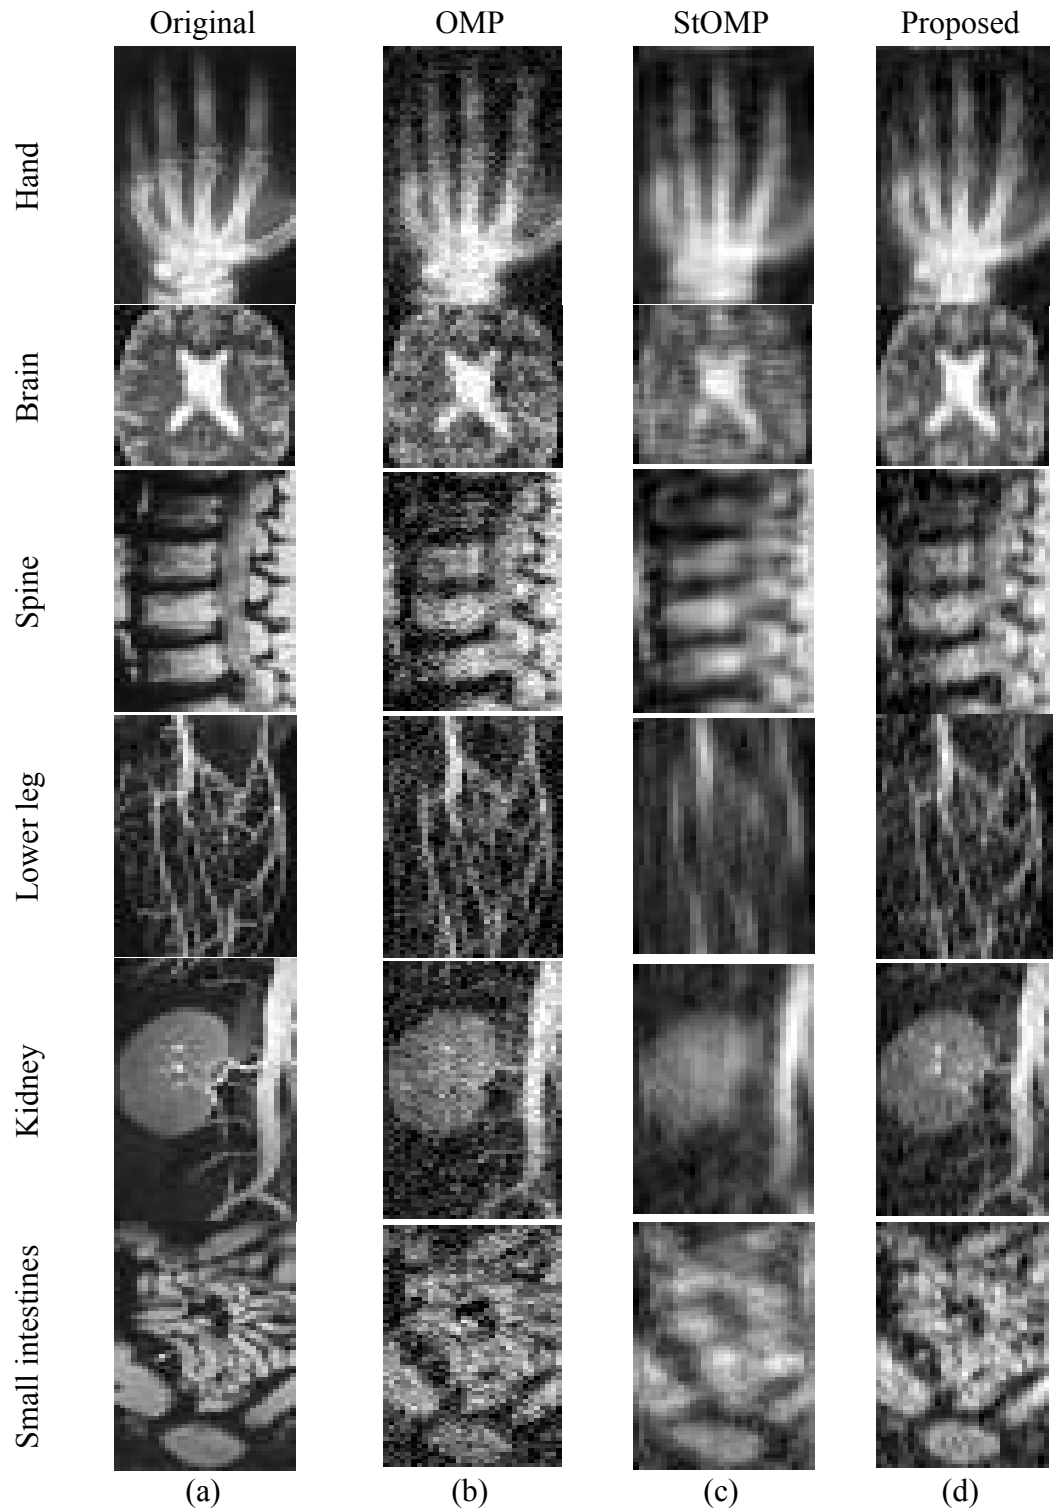 Original OMP StOMP Proposed
Hand
Brain
Spine
Lower leg
Kidney
Small intestines
(a) (b) (c) (d)